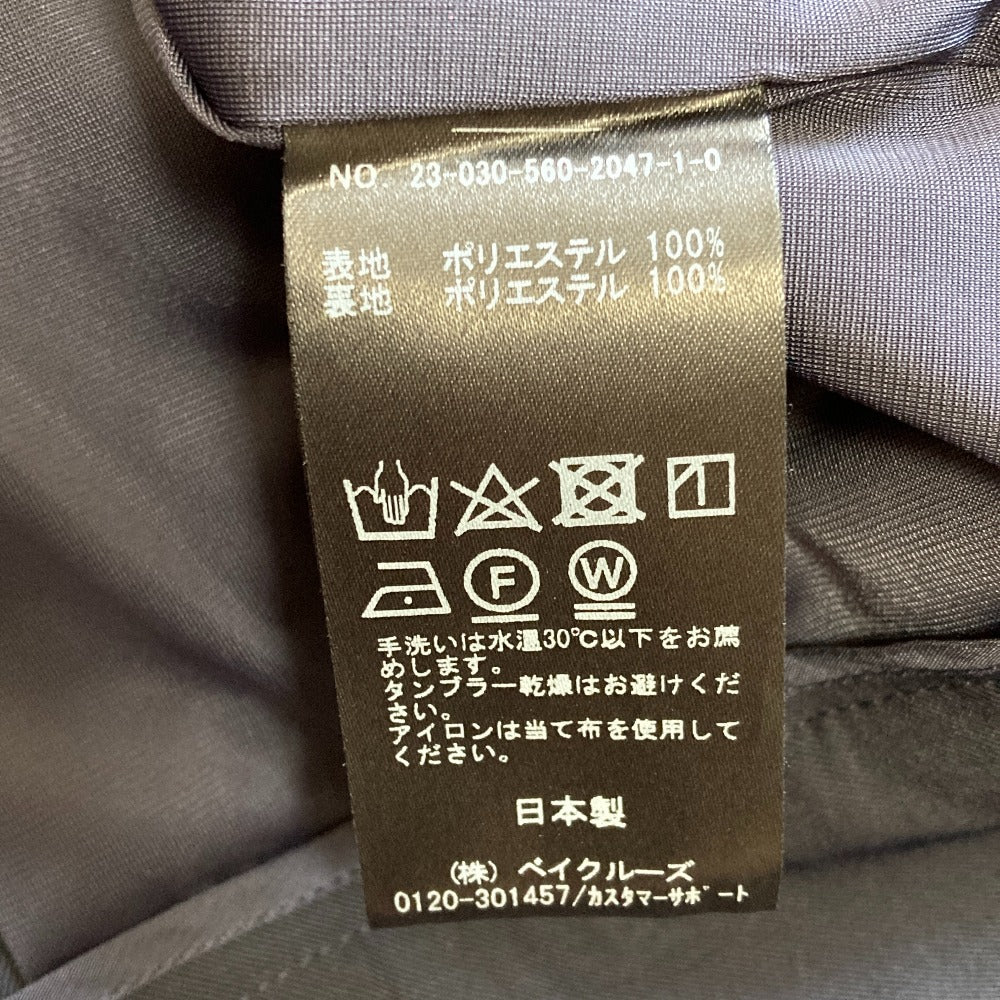 NO. 23-030-560-2047-1-0
表地 ポリエステル 100%
裏地 ポリエステル 100%
F W
手洗いは水温30℃以下をお薦
めします。
タンブラー乾燥はお避けくだ
さい。
アイロンは当て布を使用して
ください。
日本製
(株) ベイクルーズ
0120-301457/ｶｽﾀﾏｰｻﾎﾟｰﾄ